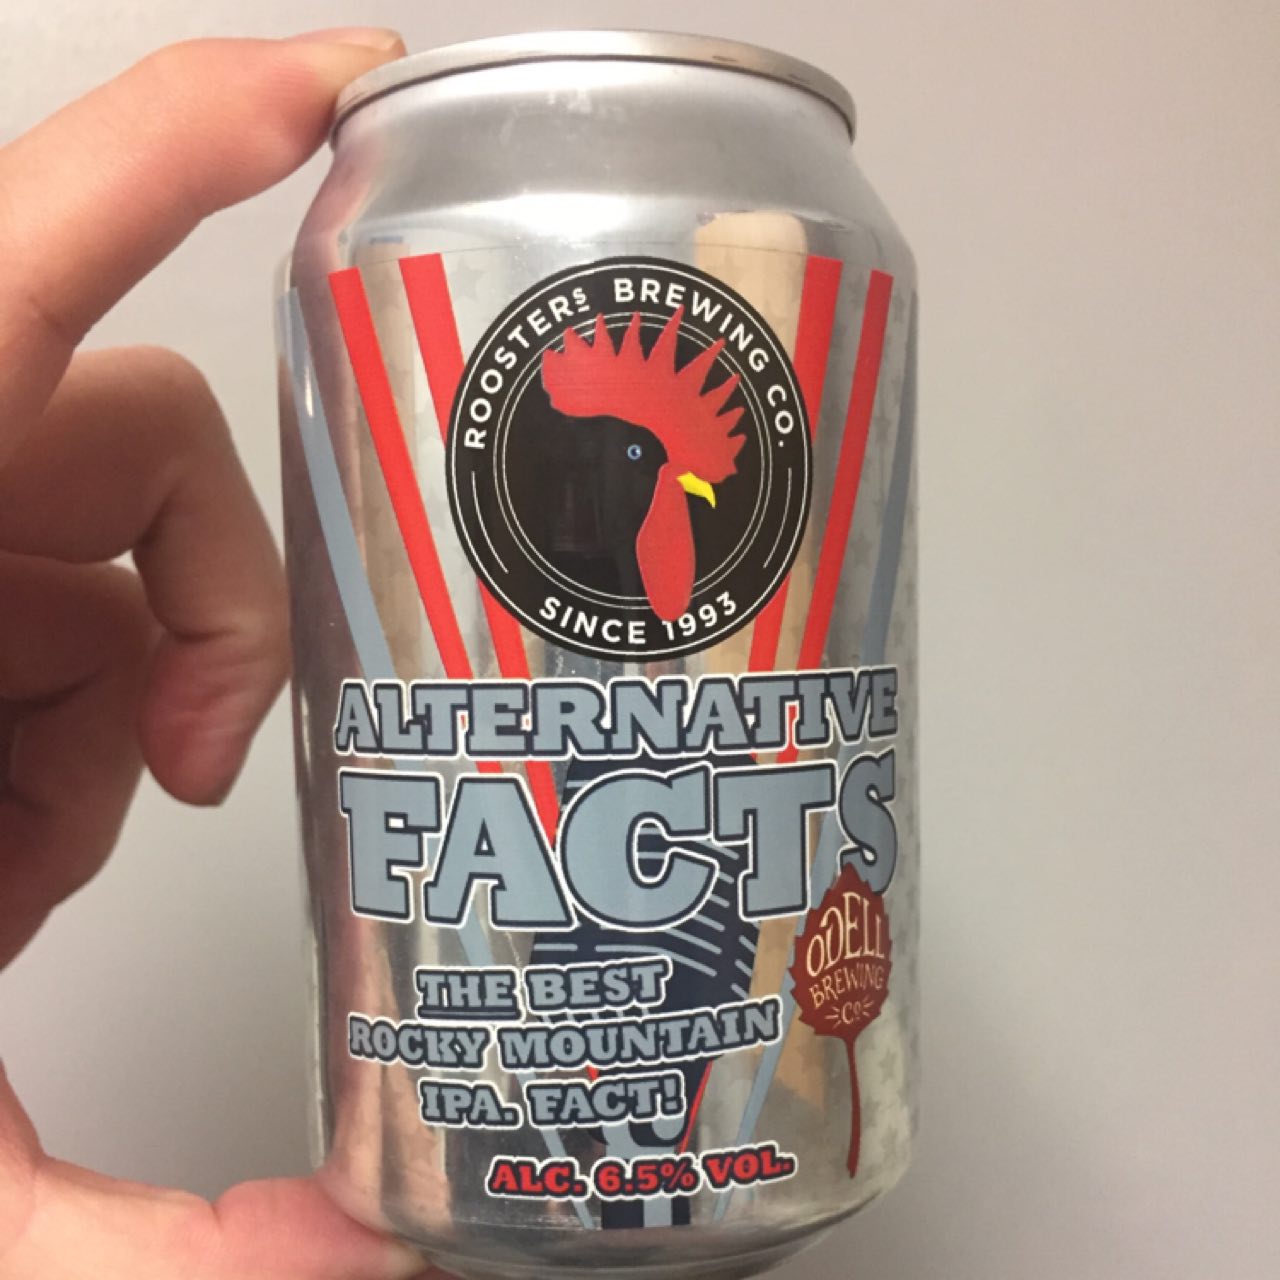 ROOSTERS BREWING CO.
SINCE 1993
ALTERNATIVE
FACTS
ODELL
BREWING
CO
THE BEST
ROCKY MOUNTAIN
IPA. FACT!
ALC. 6.5% VOL.